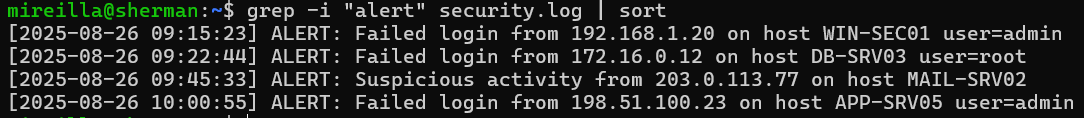 mireilla@sherman:~$ grep -i "alert" security.log | sort
[2025-08-26 09:15:23] ALERT: Failed login from 192.168.1.20 on host WIN-SEC01 user=admin
[2025-08-26 09:22:44] ALERT: Failed login from 172.16.0.12 on host DB-SRV03 user=root
[2025-08-26 09:45:33] ALERT: Suspicious activity from 203.0.113.77 on host MAIL-SRV02
[2025-08-26 10:00:55] ALERT: Failed login from 198.51.100.23 on host APP-SRV05 user=admin